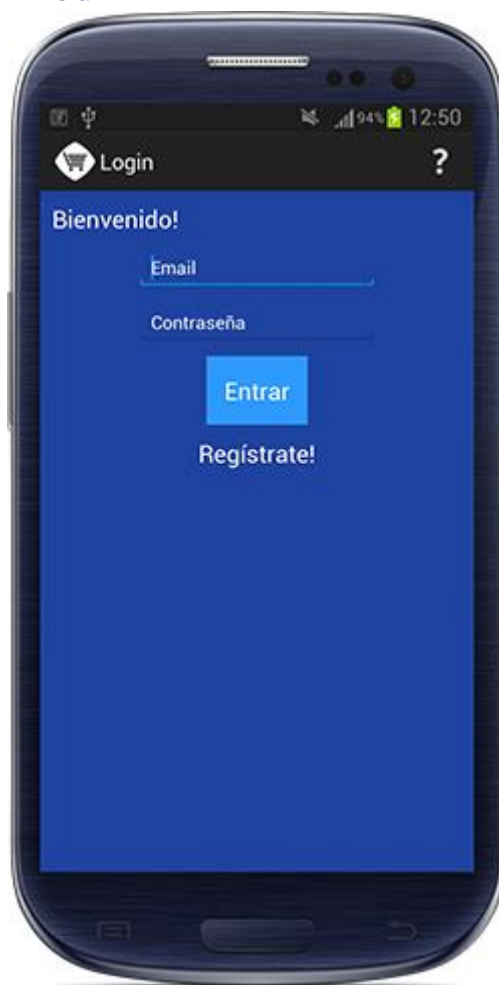 94% 12:50
Login ?
Bienvenido!
Email
Contraseña
Entrar
Regístrate!